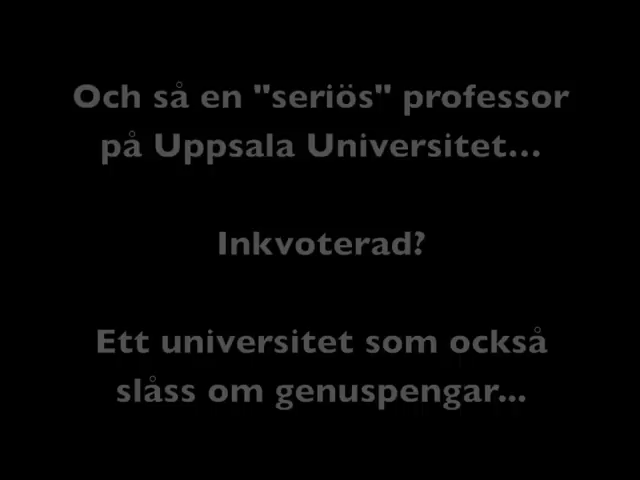 Och så en "seriös" professor
på Uppsala Universitet...
Inkvoterad?
Ett universitet som också
slåss om genuspengar...